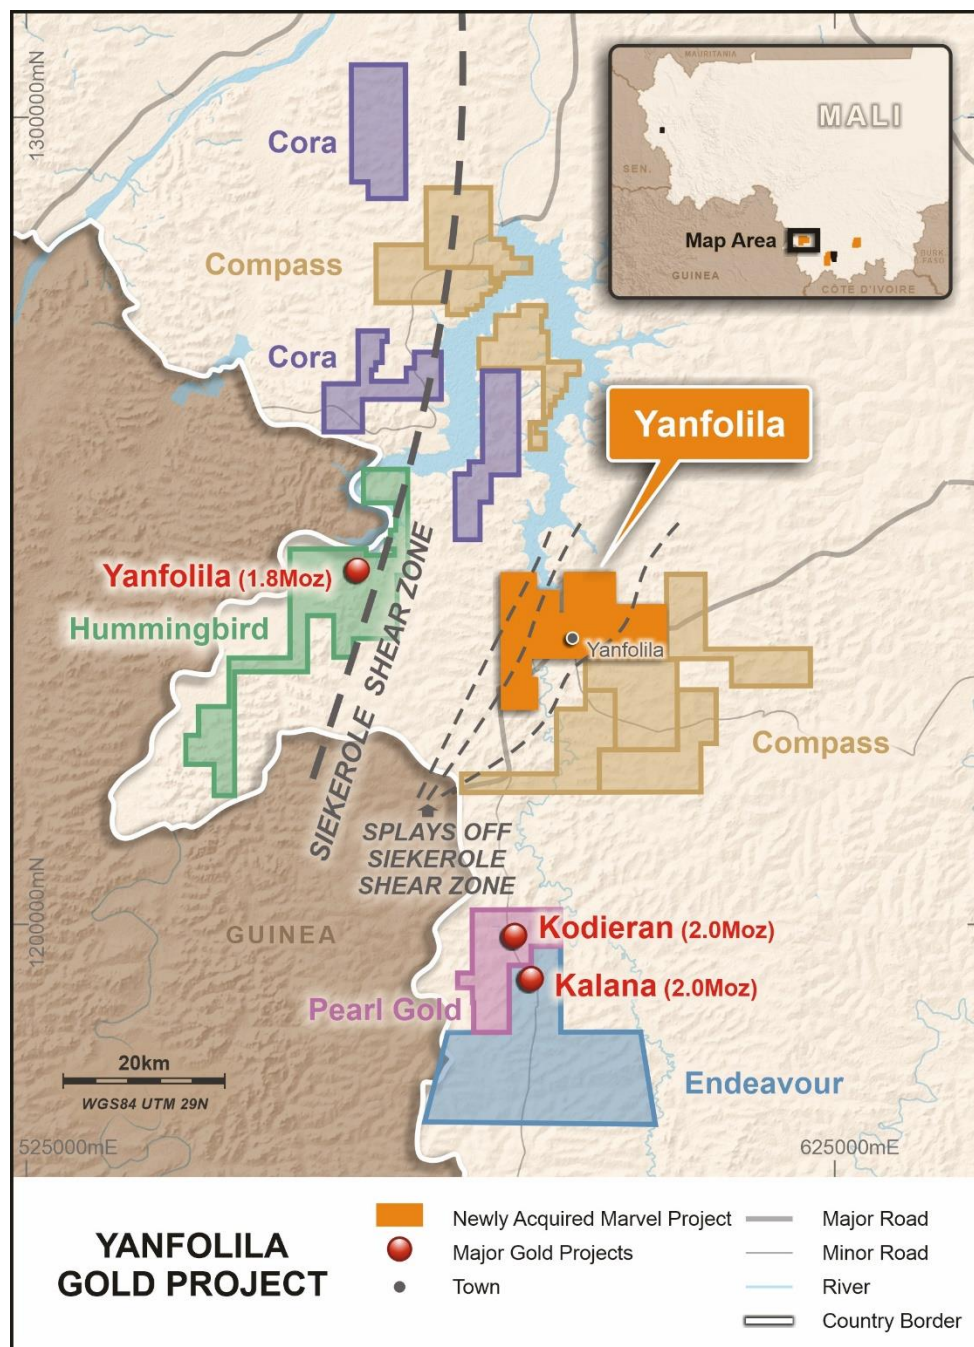 MAURITANIA
MALI
SEN.
Map Area
GUINEA
BURK.
FASO
CÔTE D'IVOIRE
1300000mN
Cora
Compass
Cora
Yanfolila
Yanfolila (1.8Moz)
Hummingbird
Yanfolila
SIEKEROLE SHEAR ZONE
Compass
SPLAYS OFF
SIEKEROLE
SHEAR ZONE
1200000mN
GUINEA
Kodieran (2.0Moz)
Kalana (2.0Moz)
Pearl Gold
Endeavour
20km
WGS84 UTM 29N
525000mE
625000mE
YANFOLILA
GOLD PROJECT
Newly Acquired Marvel Project
Major Gold Projects
Town
Major Road
Minor Road
River
Country Border